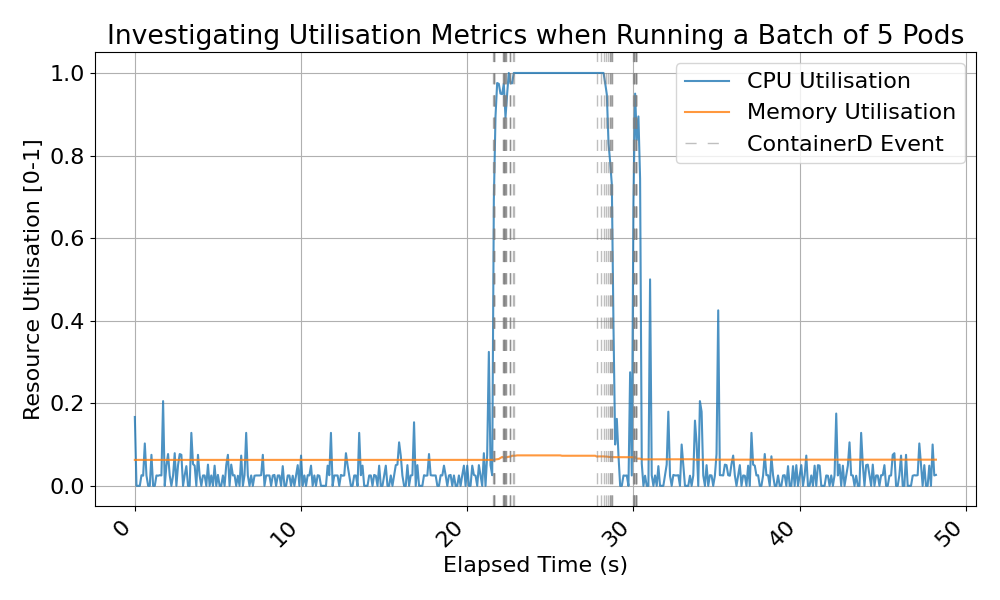 Investigating Utilisation Metrics when Running a Batch of 5 Pods
Resource Utilisation [0-1]
1.0
0.8
0.6
0.4
0.2
0.0
CPU Utilisation
Memory Utilisation
ContainerD Event
0
10
20
30
40
50
Elapsed Time (s)